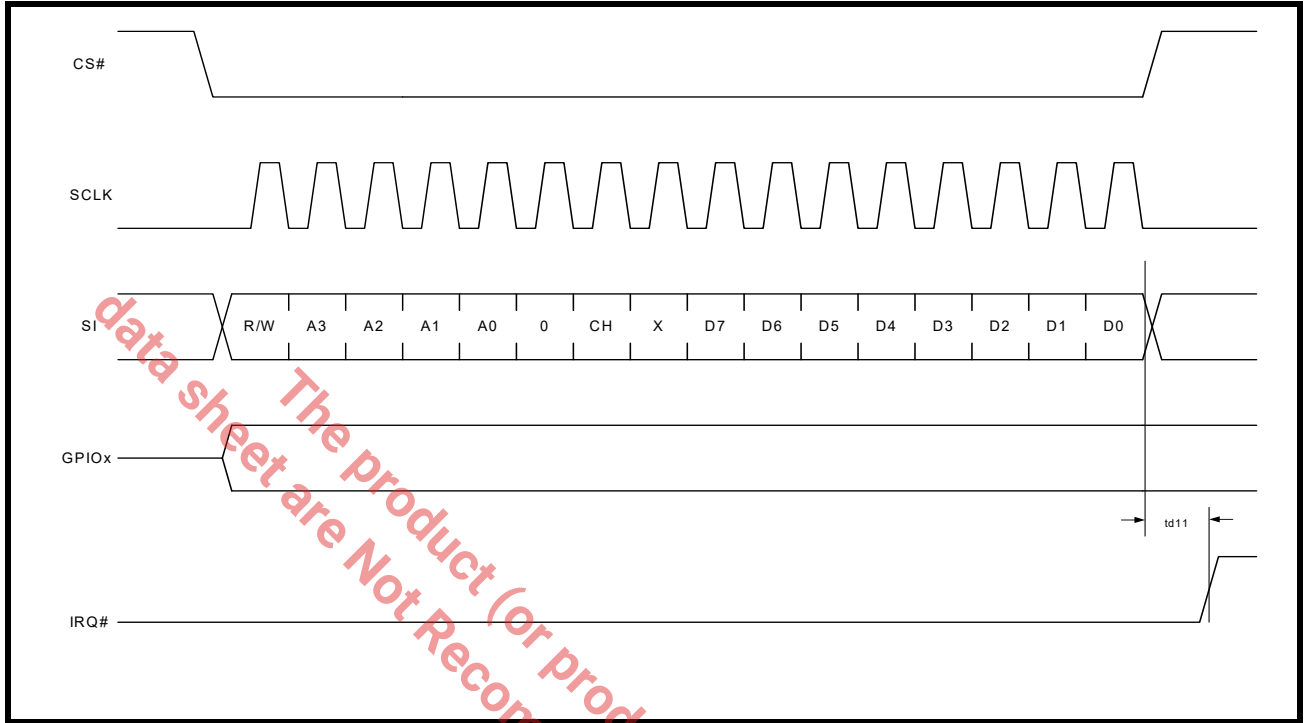 CS#
SCLK
SI
R/W A3 A2 A1 A0 0 CH X D7 D6 D5 D4 D3 D2 D1 D0
GPIOx
td11
IRQ#
The product (or prod
data sheet are Not Recom